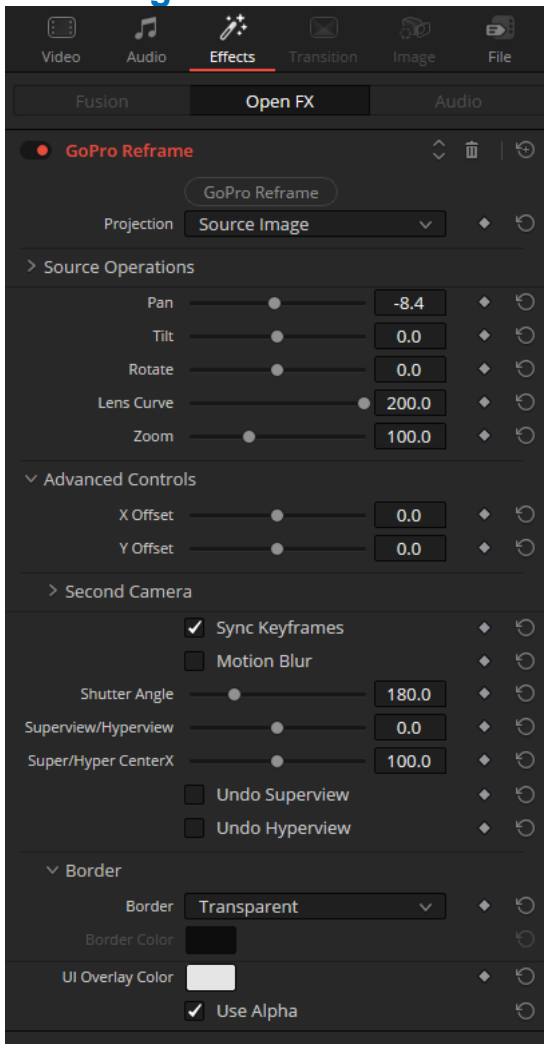 Video Audio Effects Transition Image File
Fusion Open FX Audio
GoPro Reframe
GoPro Reframe
Projection Source Image
Source Operations
Pan -8.4
Tilt 0.0
Rotate 0.0
Lens Curve 200.0
Zoom 100.0
Advanced Controls
X Offset 0.0
Y Offset 0.0
Second Camera
Sync Keyframes
Motion Blur
Shutter Angle 180.0
Superview/Hyperview 0.0
Super/Hyper CenterX 100.0
Undo Superview
Undo Hyperview
Border
Border Transparent
Border Color
UI Overlay Color
Use Alpha